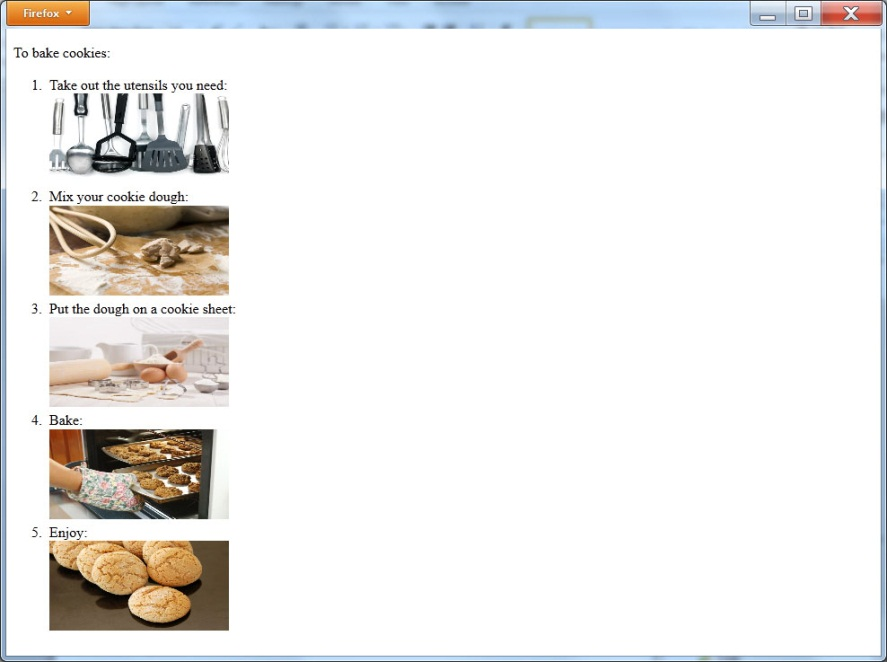 Firefox
To bake cookies:
1. Take out the utensils you need:
2. Mix your cookie dough:
3. Put the dough on a cookie sheet:
4. Bake:
5. Enjoy: